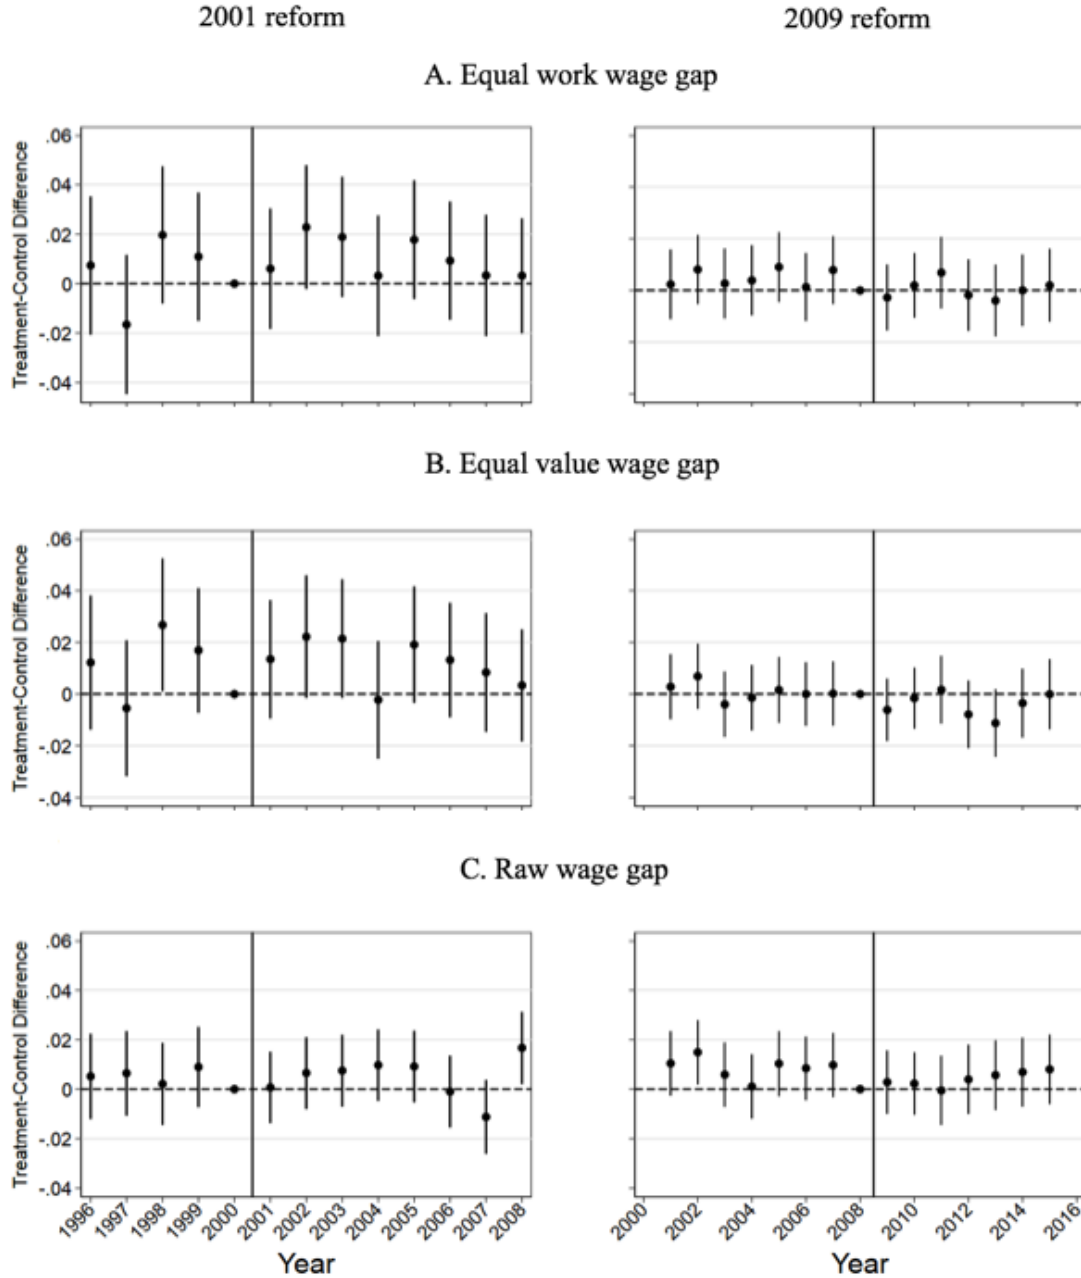 2001 reform
2009 reform
A. Equal work wage gap
Treatment-Control Difference
.06
.04
.02
0
-.02
-.04
B. Equal value wage gap
Treatment-Control Difference
.06
.04
.02
0
-.02
-.04
C. Raw wage gap
Treatment-Control Difference
.06
.04
.02
0
-.02
-.04
1996 1997 1998 1999 2000 2001 2002 2003 2004 2005 2006 2007 2008
2000 2002 2004 2006 2008 2010 2012 2014 2016
Year
Year